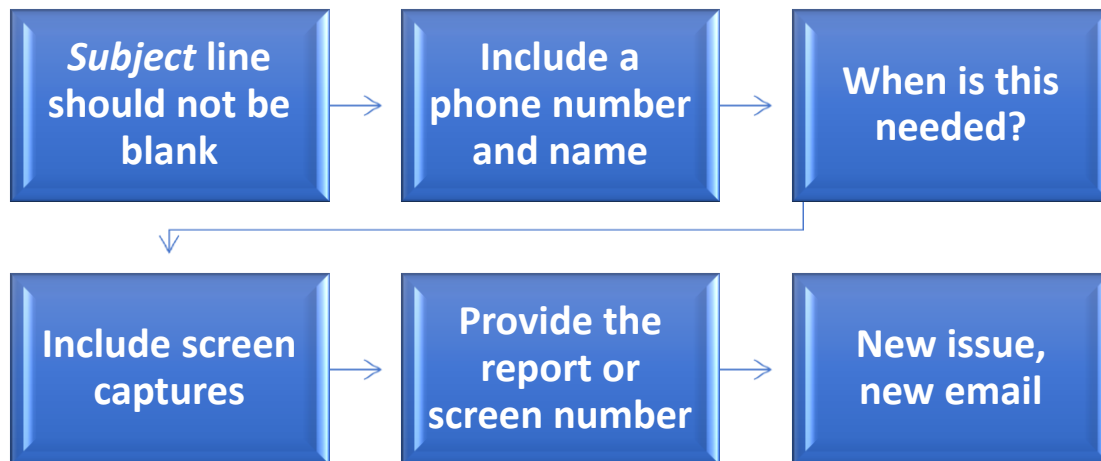 Subject line
should not be
blank
Include a
phone number
and name
When is this
needed?
Include screen
captures
Provide the
report or
screen number
New issue,
new email